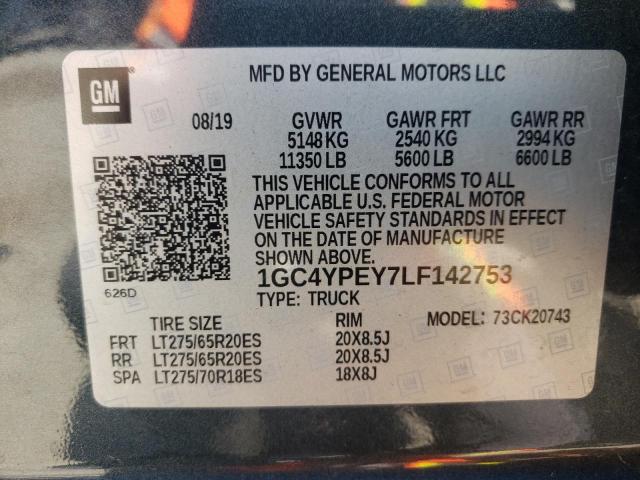 GM
MFD BY GENERAL MOTORS LLC
08/19 GVWR GAWR FRT GAWR RR
5148 KG 2540 KG 2994 KG
11350 LB 5600 LB 6600 LB
THIS VEHICLE CONFORMS TO ALL
APPLICABLE U.S. FEDERAL MOTOR
VEHICLE SAFETY STANDARDS IN EFFECT
ON THE DATE OF MANUFACTURE
SHOWN ABOVE.
1GC4YPEY7LF142753
626D
TYPE: TRUCK
TIRE SIZE RIM MODEL: 73CK20743
FRT LT275/65R20ES 20X8.5J
RR LT275/65R20ES 20X8.5J
SPA LT275/70R18ES 18X8J